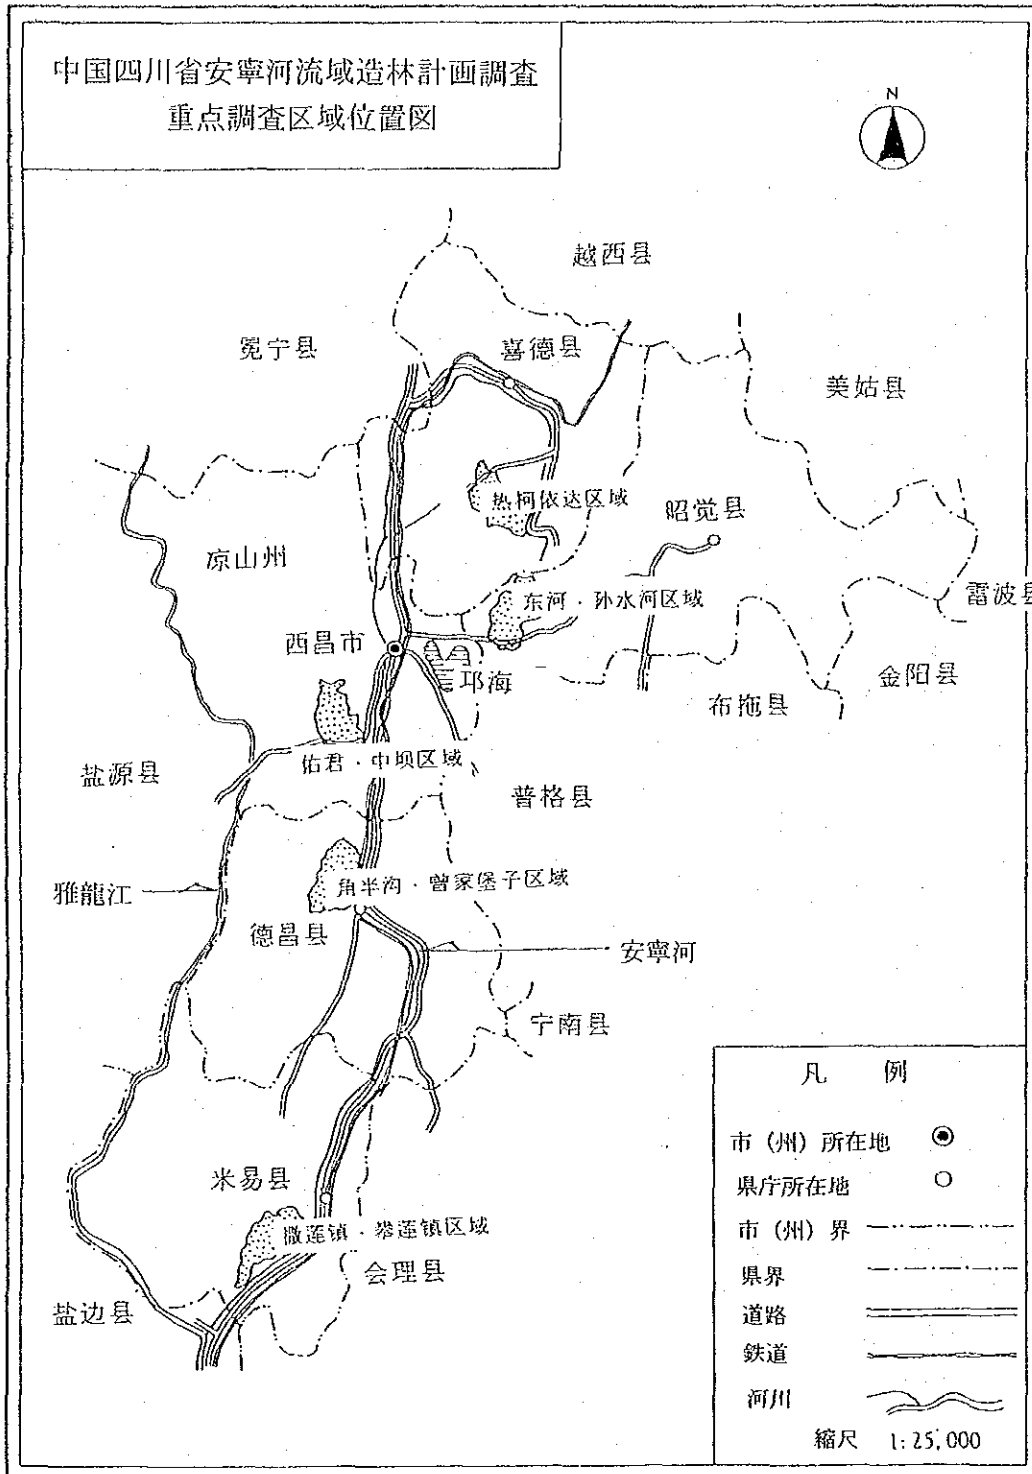 中国四川省安寧河流域造林計画調査
重点調査区域位置図
N
越西县
冕宁县
喜德县
美姑县
热柯依达区域
昭觉县
凉山州
东河·孙水河区域
雷波县
西昌市
邛海
金阳县
布拖县
盐源县
佑君·中坝区域
普格县
雅龍江
角半沟·曾家堡子区域
德昌县
安寧河
宁南县
米易县
撒莲镇·攀莲镇区域
会理县
盐边县
凡 例
市（州）所在地
県庁所在地
市（州）界
県界
道路
鉄道
河川
縮尺 1:25,000